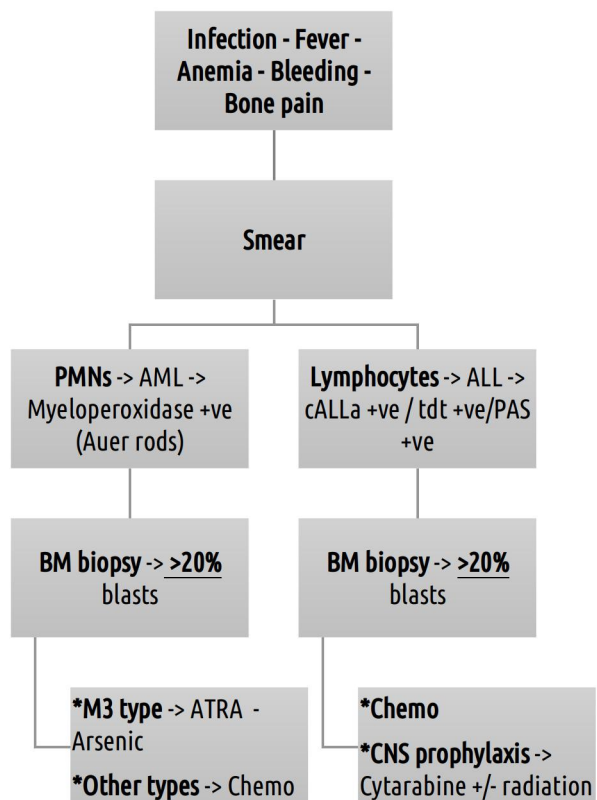 Infection - Fever -
Anemia - Bleeding -
Bone pain
Smear
PMNs -> AML ->
Myeloperoxidase +ve
(Auer rods)
Lymphocytes -> ALL ->
cALLa +ve / tdt +ve/PAS
+ve
BM biopsy -> >20%
blasts
BM biopsy -> >20%
blasts
*M3 type -> ATRA -
Arsenic
*Other types -> Chemo
*Chemo
*CNS prophylaxis ->
Cytarabine +/- radiation